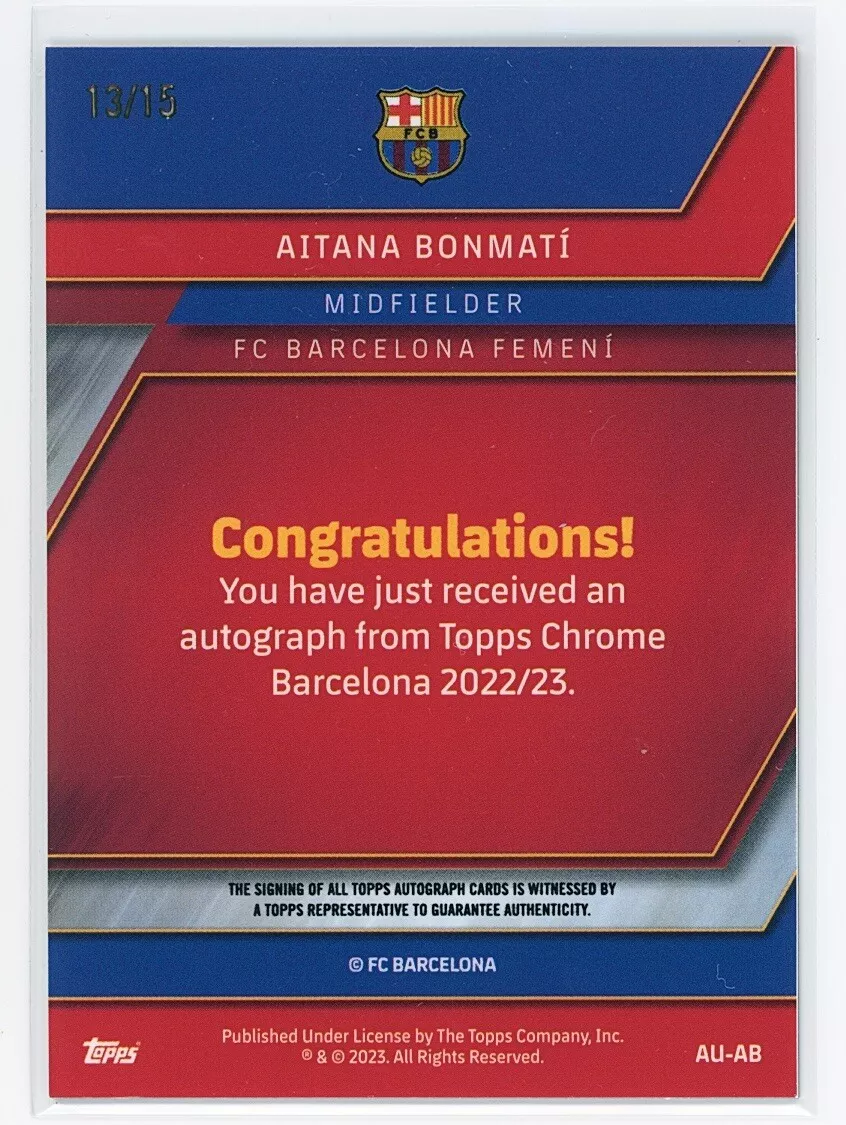 13/15
FCB
AITANA BONMATÍ
MIDFIELDER
FC BARCELONA FEMENÍ
Congratulations!
You have just received an
autograph from Topps Chrome
Barcelona 2022/23.
THE SIGNING OF ALL TOPPS AUTOGRAPH CARDS IS WITNESSED BY
A TOPPS REPRESENTATIVE TO GUARANTEE AUTHENTICITY.
© FC BARCELONA
Topps®
Published Under License by The Topps Company, Inc.
® & © 2023. All Rights Reserved.
AU-AB